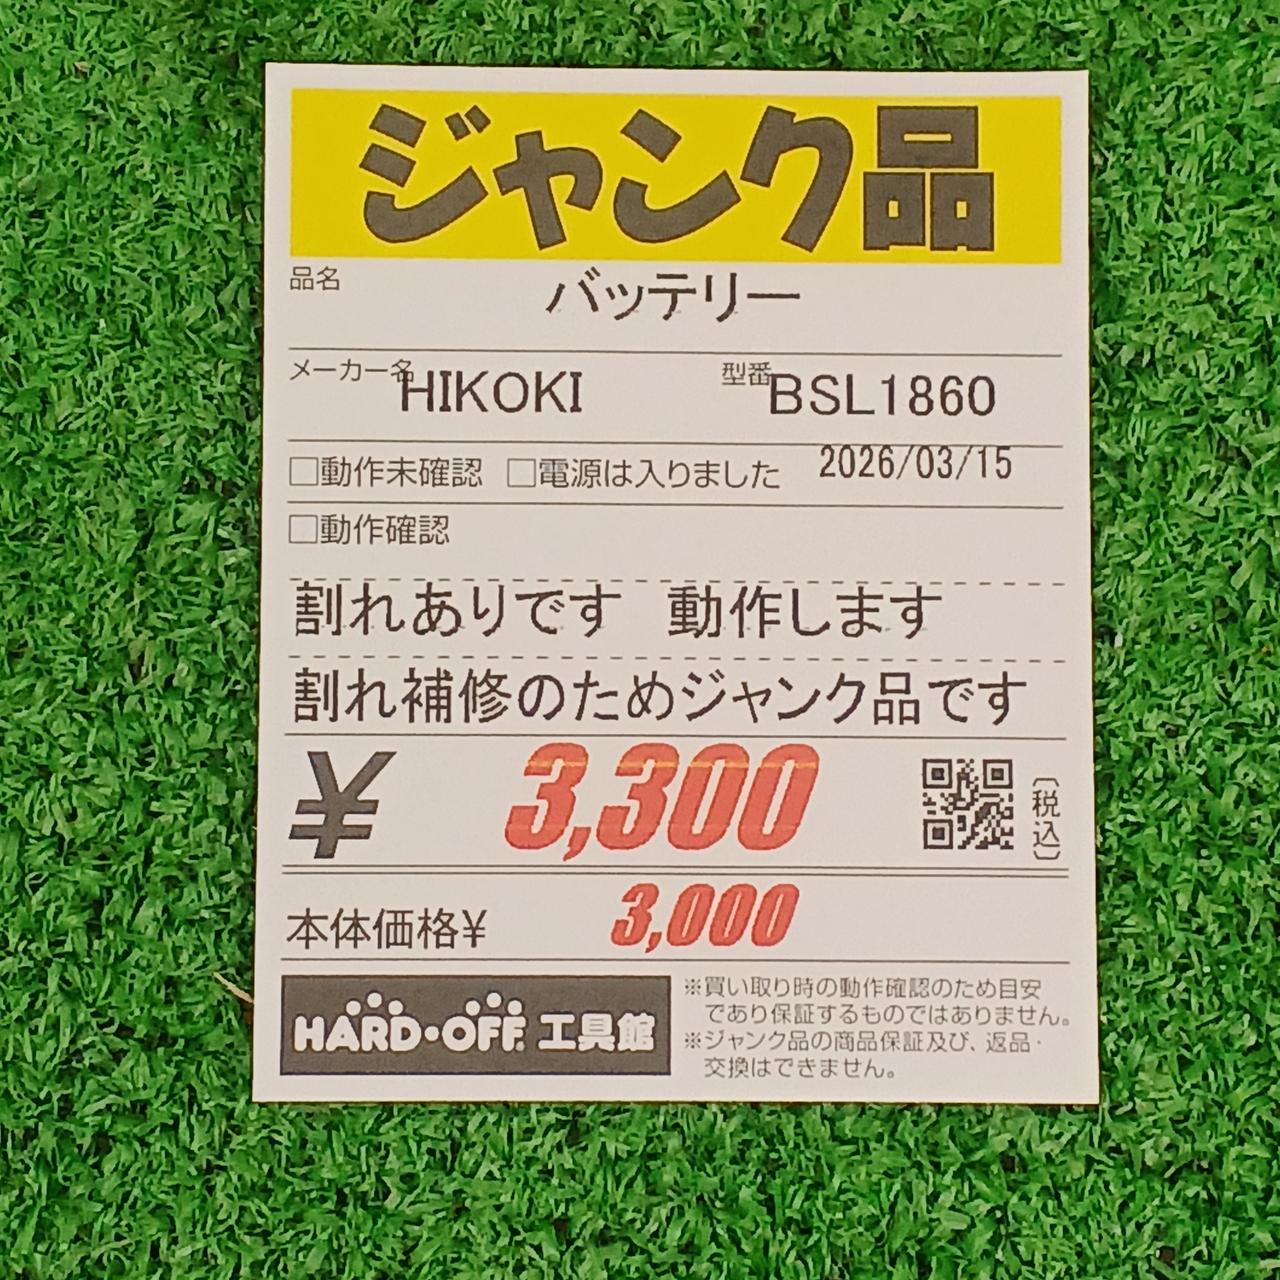 ジャンク品
品名 バッテリー
メーカー名 HIKOKI 型番 BSL1860
□動作未確認 □電源は入りました 2026/03/15
□動作確認
割れありです 動作します
割れ補修のためジャンク品です
¥ 3,300 (税込)
本体価格¥ 3,000
HARD・OFF 工具館
※買い取り時の動作確認のため目安
であり保証するものではありません。
※ジャンク品の商品保証及び、返品・
交換はできません。